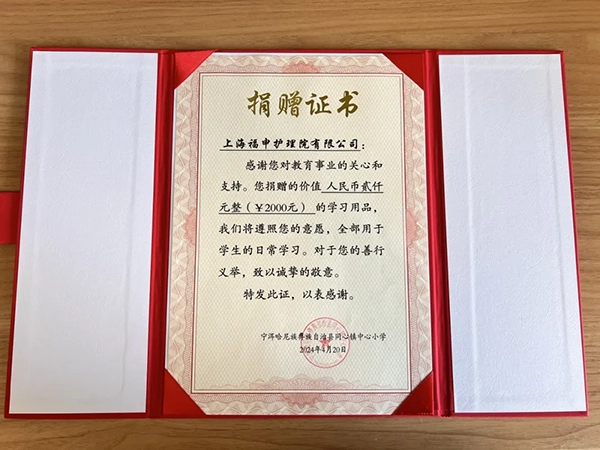 捐赠证书
上海福申护理院有限公司：
感谢您对教育事业的关心和
支持。您捐赠的价值 人民币贰仟
元整（￥2000元） 的学习用品，
我们将遵照您的意愿，全部用于
学生的日常学习。对于您的善行
义举，致以诚挚的敬意。
特发此证，以表感谢。
宁洱哈尼族彝族自治县同心镇中心小学
2024年4月20日